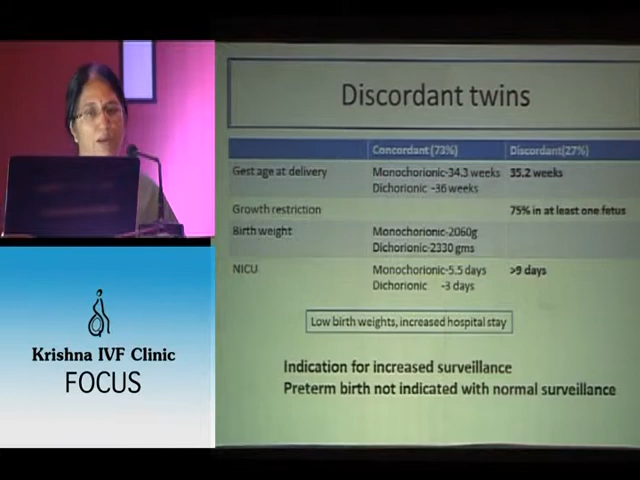 Discordant twins
Concordant (73%) Discordant(27%)
Gest age at delivery Monochorionic-34.3 weeks 35.2 weeks
Dichorionic -36 weeks
Growth restriction 75% in at least one fetus
Birth weight Monochorionic-2060g
Dichorionic-2330 gms
NICU Monochorionic-5.5 days >9 days
Dichorionic -3 days
Low birth weights, increased hospital stay
Indication for increased surveillance
Preterm birth not indicated with normal surveillance
Krishna IVF Clinic
FOCUS